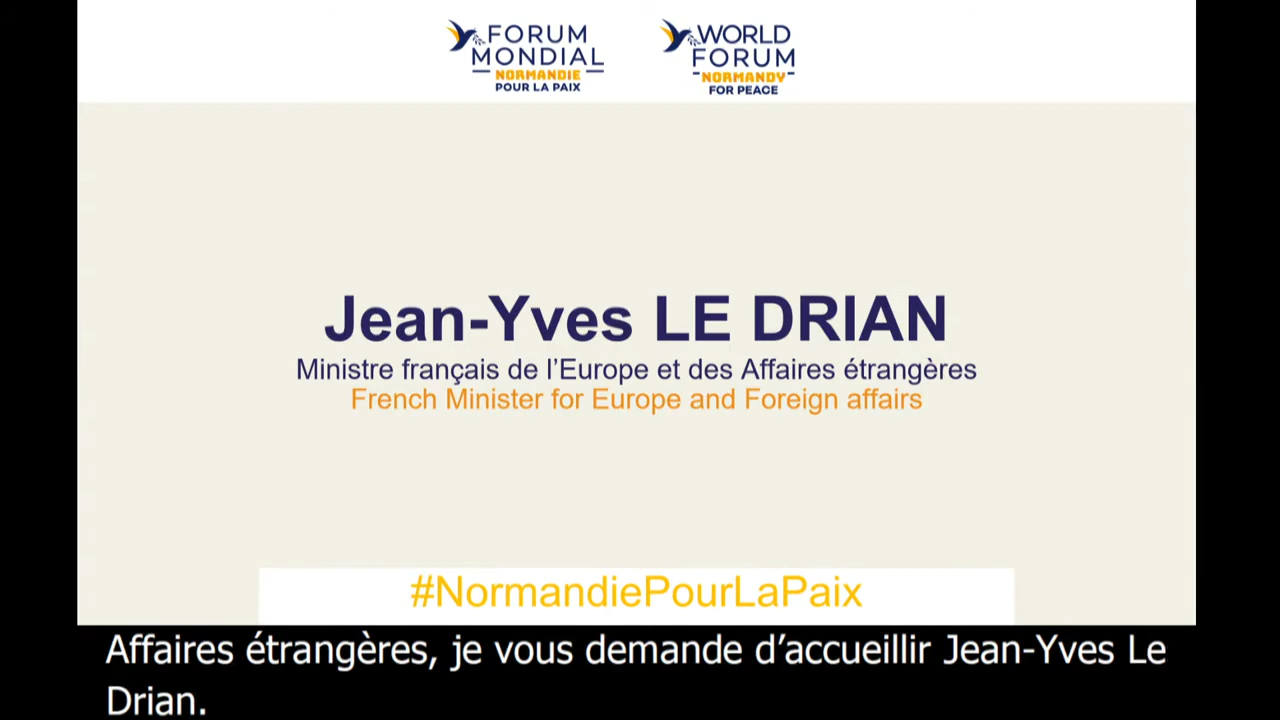 FORUM
MONDIAL
NORMANDIE
POUR LA PAIX
WORLD
FORUM
NORMANDY
FOR PEACE
Jean-Yves LE DRIAN
Ministre français de l’Europe et des Affaires étrangères
French Minister for Europe and Foreign affairs
#NormandiePourLaPaix
Affaires étrangères, je vous demande d’accueillir Jean-Yves Le
Drian.